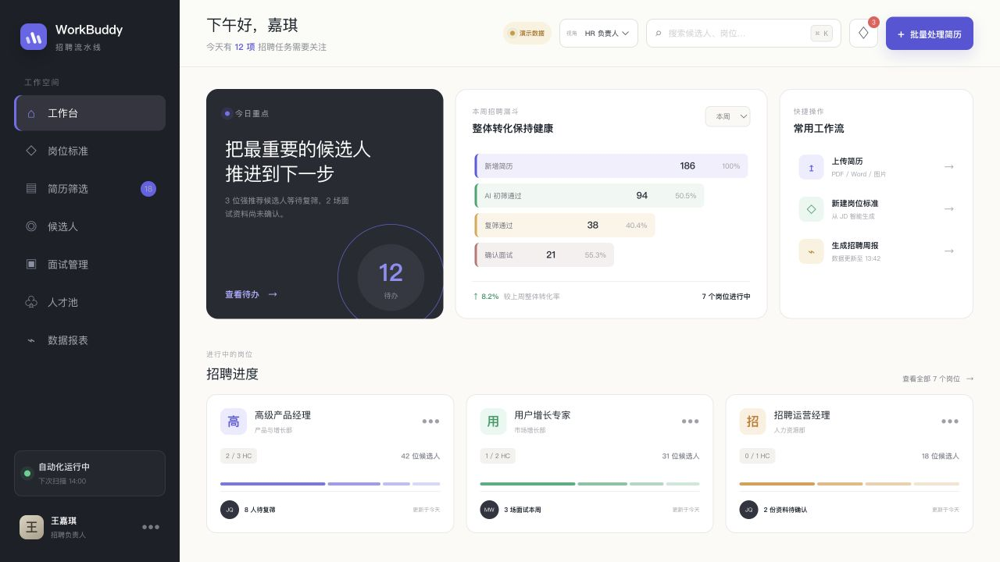 WorkBuddy
招聘流水线
工作空间
工作台
岗位标准
简历筛选
18
候选人
面试管理
人才池
数据报表
自动化运行中
下次扫描 14:00
王
王嘉琪
招聘负责人
下午好，嘉琪
今天有 12 项 招聘任务需要关注
演示数据
视角 HR 负责人
搜索候选人、岗位…
⌘ K
3
+ 批量处理简历
今日重点
把最重要的候选人
推进到下一步
3 位强推荐候选人等待复筛，2 场面
试资料尚未确认。
查看待办 →
12
待办
本周招聘漏斗
整体转化保持健康
本周
新增简历 186 100%
AI 初筛通过 94 50.5%
复筛通过 38 40.4%
确认面试 21 55.3%
↑ 8.2% 较上周整体转化率
7 个岗位进行中
快捷操作
常用工作流
上传简历
PDF / Word / 图片
→
新建岗位标准
从 JD 智能生成
→
生成招聘周报
数据更新至 13:42
→
进行中的岗位
招聘进度
查看全部 7 个岗位 →
高
高级产品经理
产品与增长部
2 / 3 HC
42 位候选人
JQ
8 人待复筛
更新于今天
用
用户增长专家
市场增长部
1 / 2 HC
31 位候选人
MW
3 场面试本周
更新于今天
招
招聘运营经理
人力资源部
0 / 1 HC
18 位候选人
JQ
2 份资料待确认
更新于今天